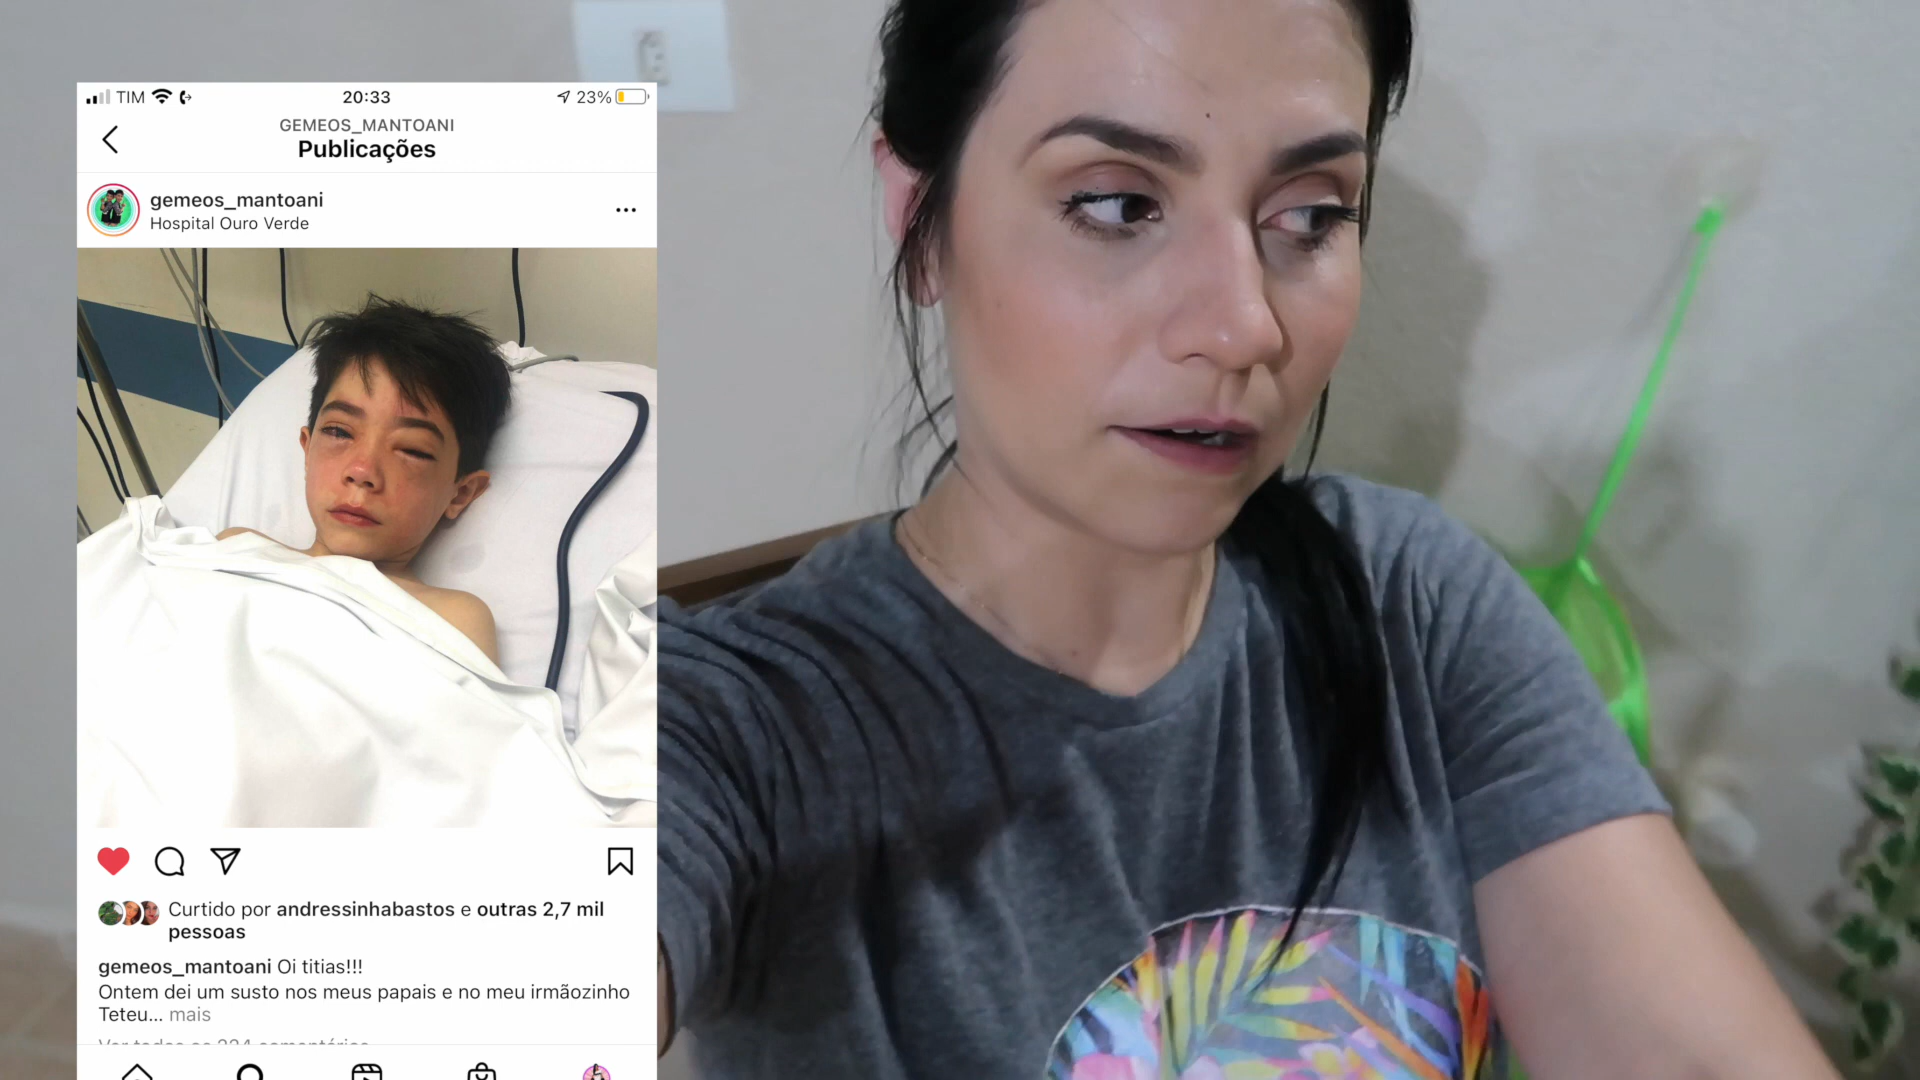 TIM
20:33
23%
GEMEOS_MANTOANI
Publicações
gemeos_mantoani
Hospital Ouro Verde
Curtido por andressinhabastos e outras 2,7 mil
pessoas
gemeos_mantoani Oi titias!!!
Ontem dei um susto nos meus papais e no meu irmãozinho
Teteu... mais